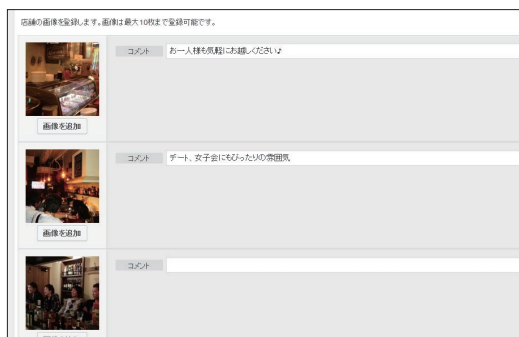 店舗の画像を登録します。画像は最大10枚まで登録可能です。
コメント
お一人様も気軽にお越しください♪
画像を追加
コメント
デート、女子会にもぴったりの雰囲気
画像を追加
コメント